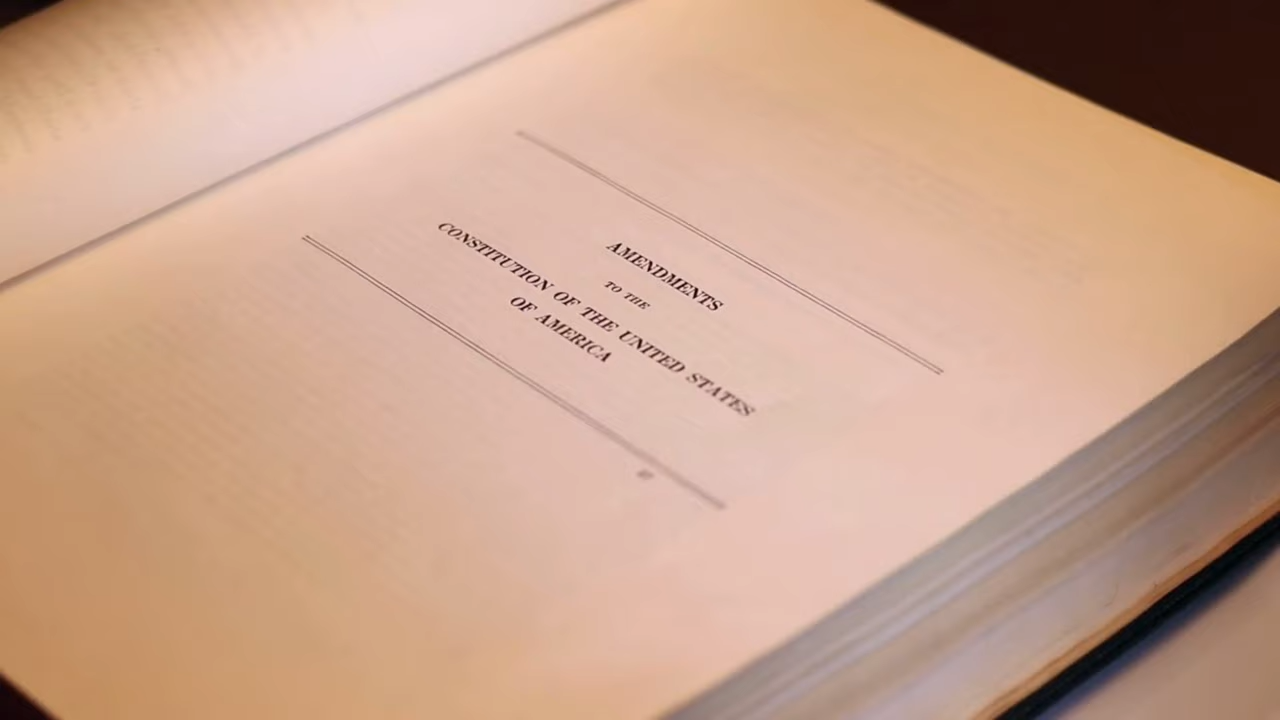 AMENDMENTS
TO THE
CONSTITUTION OF THE UNITED STATES
OF AMERICA